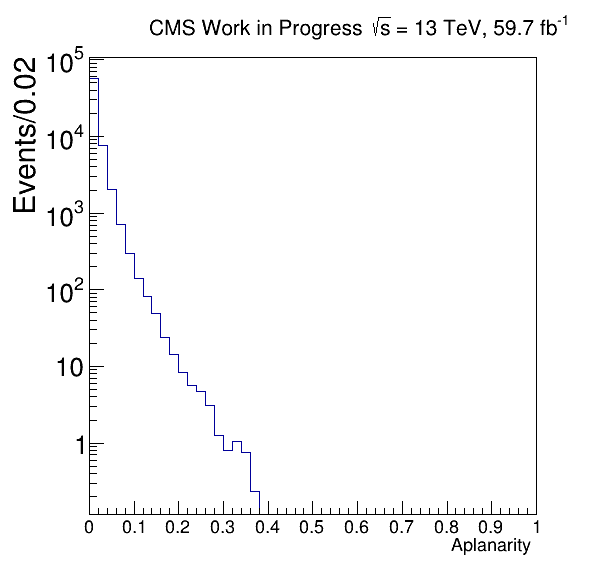 CMS Work in Progress √s = 13 TeV, 59.7 fb⁻¹
Events/0.02
10⁵
10⁴
10³
10²
10
1
0 0.1 0.2 0.3 0.4 0.5 0.6 0.7 0.8 0.9 1
Aplanarity